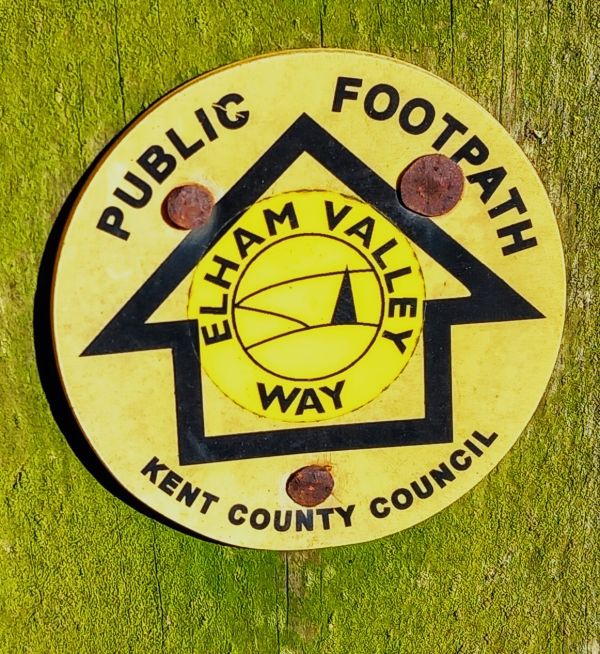 PUBLIC FOOTPATH
ELHAM VALLEY
WAY
KENT COUNTY COUNCIL